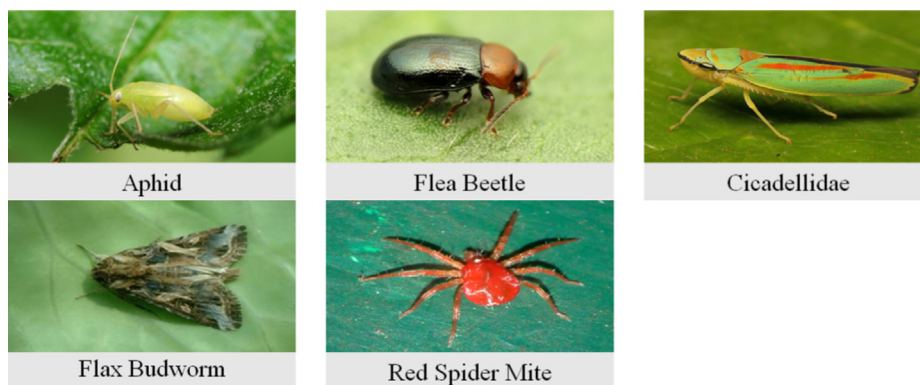 Aphid
Flea Beetle
Cicadellidae
Flax Budworm
Red Spider Mite